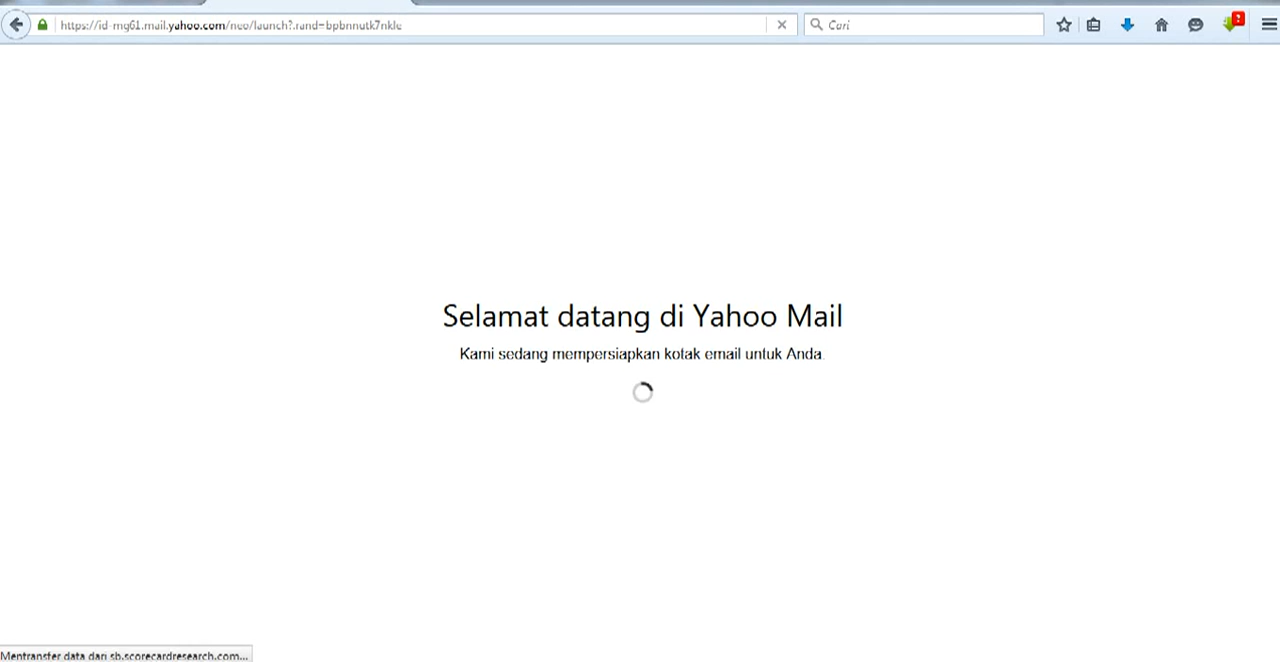 https://id-mg61.mail.yahoo.com/neo/launch?.rand=bpbnnutk7nkle
Cari
Selamat datang di Yahoo Mail
Kami sedang mempersiapkan kotak email untuk Anda.
Mentransfer data dari sb.scorecardresearch.com...